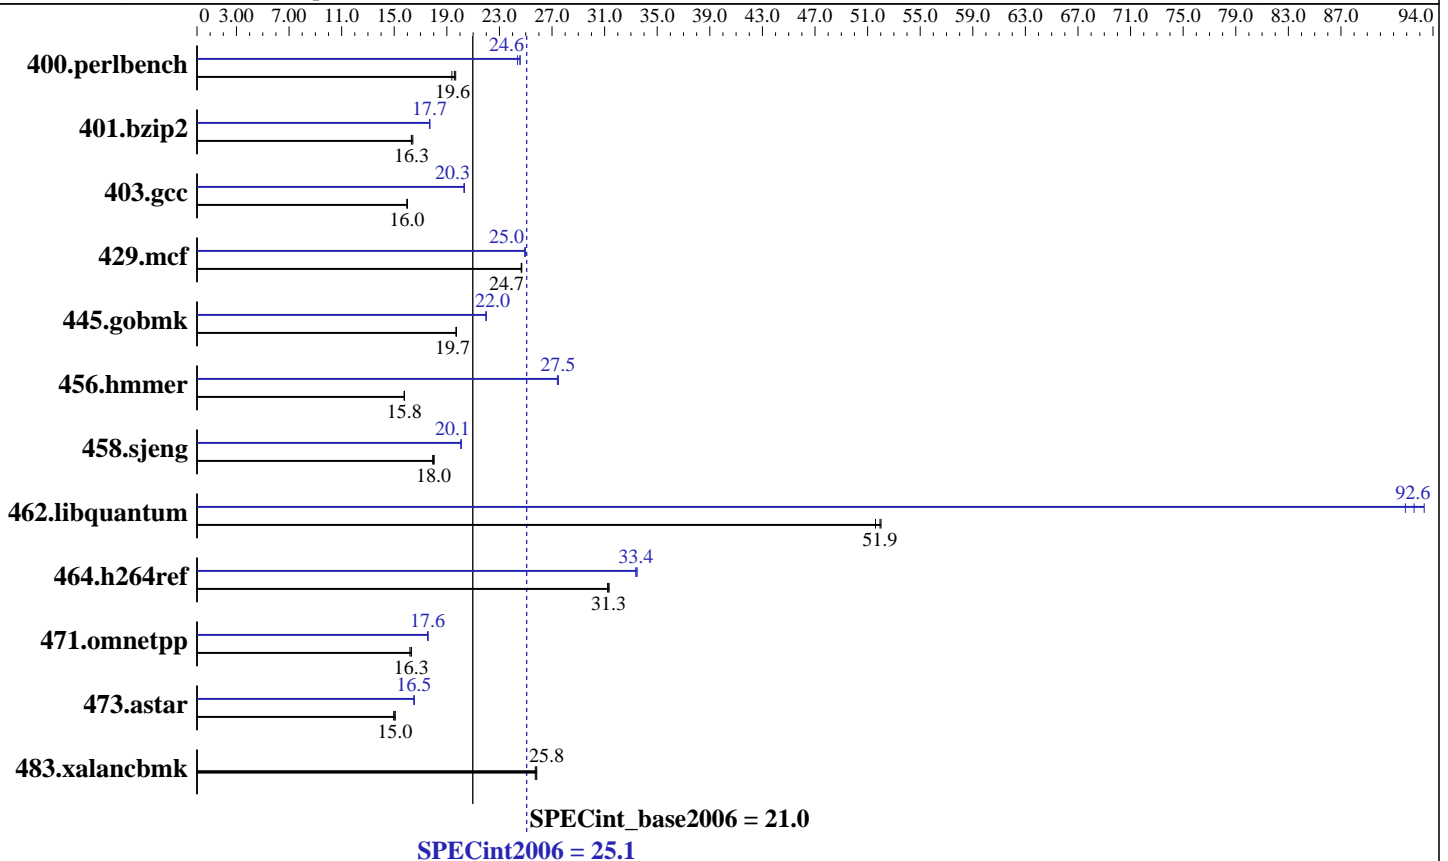 0 3.00 7.00 11.0 15.0 19.0 23.0 27.0 31.0 35.0 39.0 43.0 47.0 51.0 55.0 59.0 63.0 67.0 71.0 75.0 79.0 83.0 87.0 94.0
24.6
400.perlbench
19.6
17.7
401.bzip2
16.3
20.3
403.gcc
16.0
25.0
429.mcf
24.7
22.0
445.gobmk
19.7
27.5
456.hmmer
15.8
20.1
458.sjeng
18.0
92.6
462.libquantum
51.9
33.4
464.h264ref
31.3
17.6
471.omnetpp
16.3
16.5
473.astar
15.0
25.8
483.xalancbmk
SPECint_base2006 = 21.0
SPECint2006 = 25.1